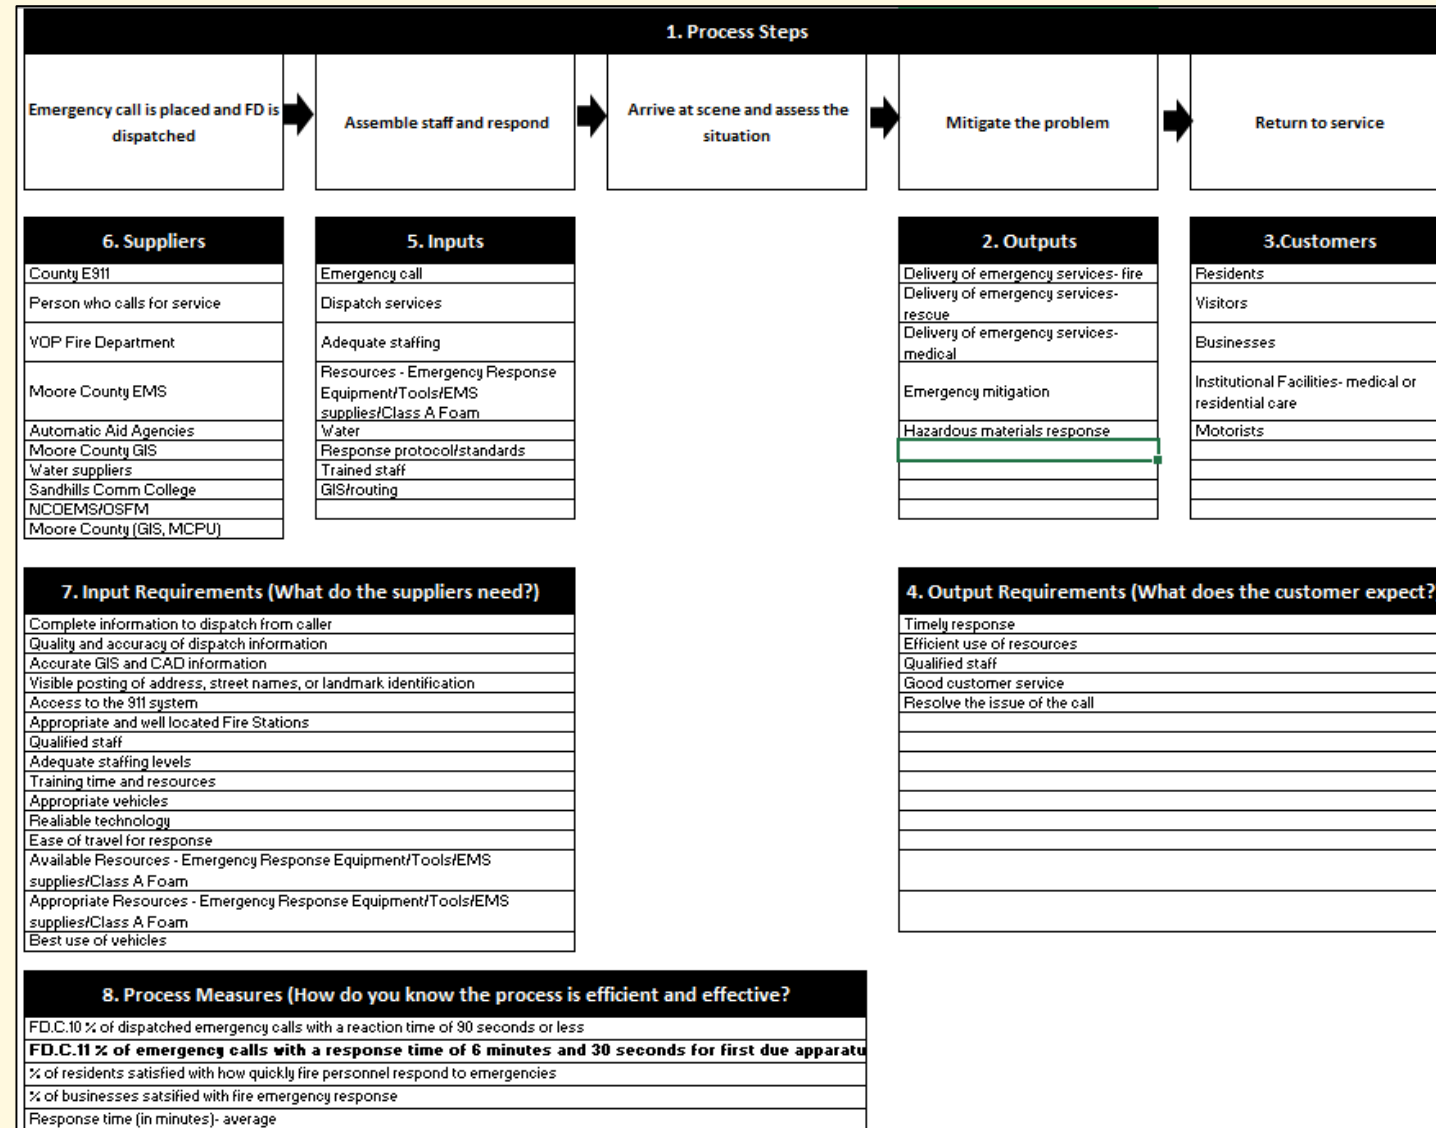 1. Process Steps
Emergency call is placed and FD is
dispatched
Assemble staff and respond
Arrive at scene and assess the
situation
Mitigate the problem
Return to service
6. Suppliers
County E911
Person who calls for service
VOP Fire Department
Moore County EMS
Automatic Aid Agencies
Moore County GIS
Water suppliers
Sandhills Comm College
NCOEMS/OSFM
Moore County (GIS, MCPU)
5. Inputs
Emergency call
Dispatch services
Adequate staffing
Resources - Emergency Response
Equipment/Tools/EMS
supplies/Class A Foam
Water
Response protocol/standards
Trained staff
GIS/routing
2. Outputs
Delivery of emergency services- fire
Delivery of emergency services-
rescue
Delivery of emergency services-
medical
Emergency mitigation
Hazardous materials response
3.Customers
Residents
Visitors
Businesses
Institutional Facilities- medical or
residential care
Motorists
7. Input Requirements (What do the suppliers need?)
Complete information to dispatch from caller
Quality and accuracy of dispatch information
Accurate GIS and CAD information
Visible posting of address, street names, or landmark identification
Access to the 911 system
Appropriate and well located Fire Stations
Qualified staff
Adequate staffing levels
Training time and resources
Appropriate vehicles
Realiable technology
Ease of travel for response
Available Resources - Emergency Response Equipment/Tools/EMS
supplies/Class A Foam
Appropriate Resources - Emergency Response Equipment/Tools/EMS
supplies/Class A Foam
Best use of vehicles
4. Output Requirements (What does the customer expect?
Timely response
Efficient use of resources
Qualified staff
Good customer service
Resolve the issue of the call
8. Process Measures (How do you know the process is efficient and effective?
FD.C.10 % of dispatched emergency calls with a reaction time of 90 seconds or less
FD.C.11 % of emergency calls with a response time of 6 minutes and 30 seconds for first due apparatu
% of residents satisfied with how quickly fire personnel respond to emergencies
% of businesses satsified with fire emergency response
Response time (in minutes)- average